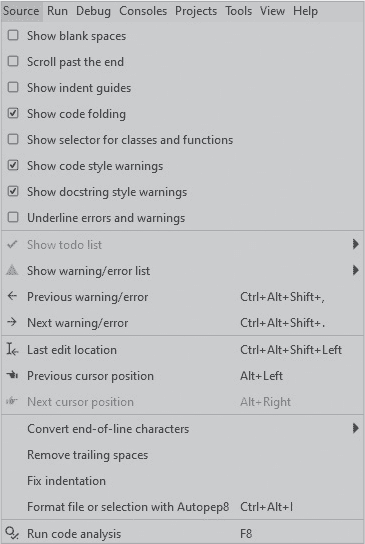 Source Run Debug Consoles Projects Tools View Help
Show blank spaces
Scroll past the end
Show indent guides
Show code folding
Show selector for classes and functions
Show code style warnings
Show docstring style warnings
Underline errors and warnings
Show todo list
Show warning/error list
Previous warning/error Ctrl+Alt+Shift+,
Next warning/error Ctrl+Alt+Shift+.
Last edit location Ctrl+Alt+Shift+Left
Previous cursor position Alt+Left
Next cursor position Alt+Right
Convert end-of-line characters
Remove trailing spaces
Fix indentation
Format file or selection with Autopep8 Ctrl+Alt+I
Run code analysis F8